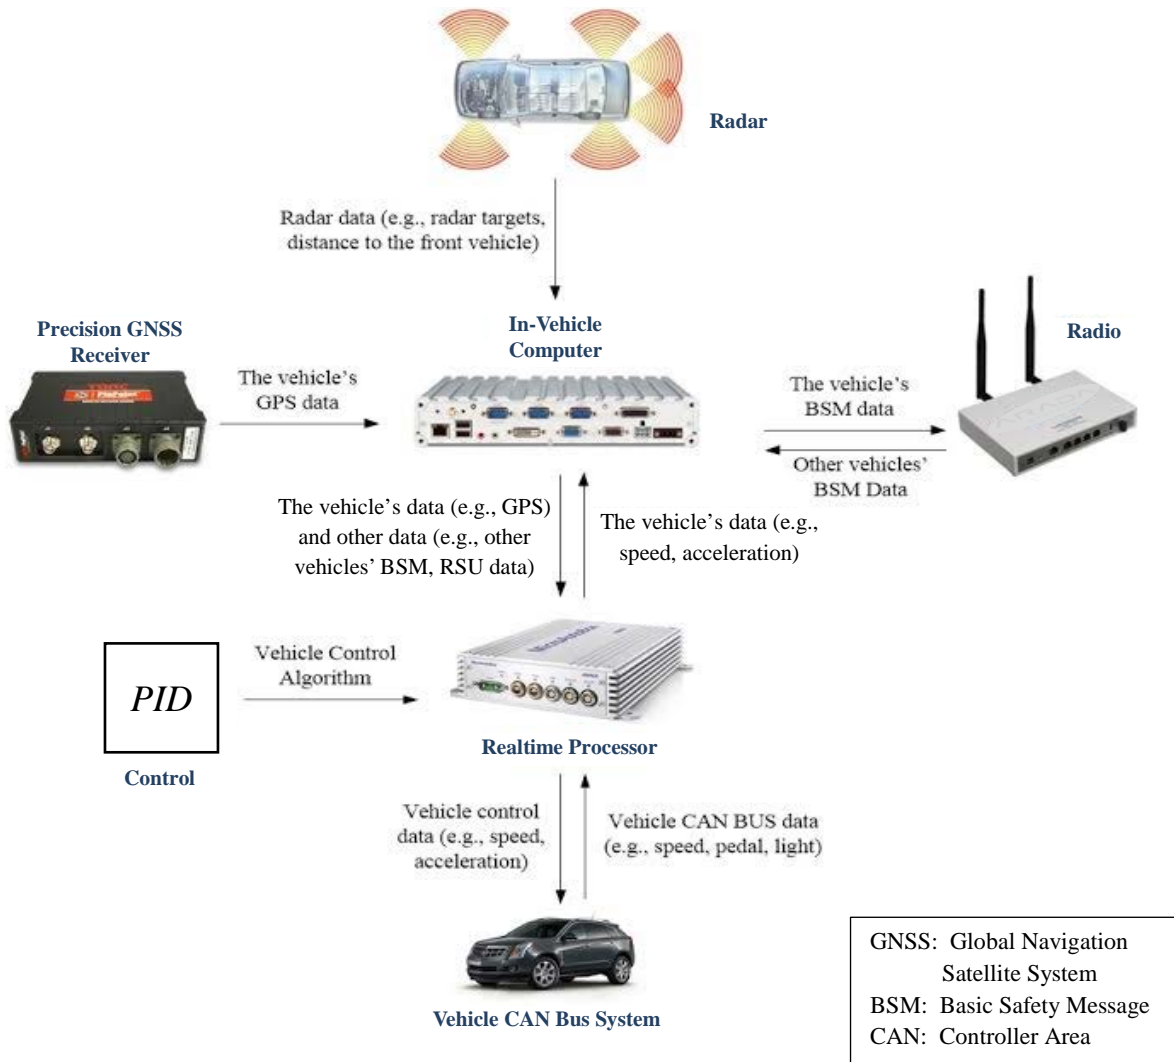 Radar
Radar data (e.g., radar targets,
distance to the front vehicle)
Precision GNSS
Receiver
In-Vehicle
Computer
Radio
The vehicle's
GPS data
The vehicle's
BSM data
Other vehicles'
BSM Data
The vehicle's data (e.g., GPS)
and other data (e.g., other
vehicles' BSM, RSU data)
The vehicle's data (e.g.,
speed, acceleration)
PID
Control
Vehicle Control
Algorithm
Realtime Processor
Vehicle control
data (e.g., speed,
acceleration)
Vehicle CAN BUS data
(e.g., speed, pedal, light)
Vehicle CAN Bus System
GNSS: Global Navigation
Satellite System
BSM: Basic Safety Message
CAN: Controller Area